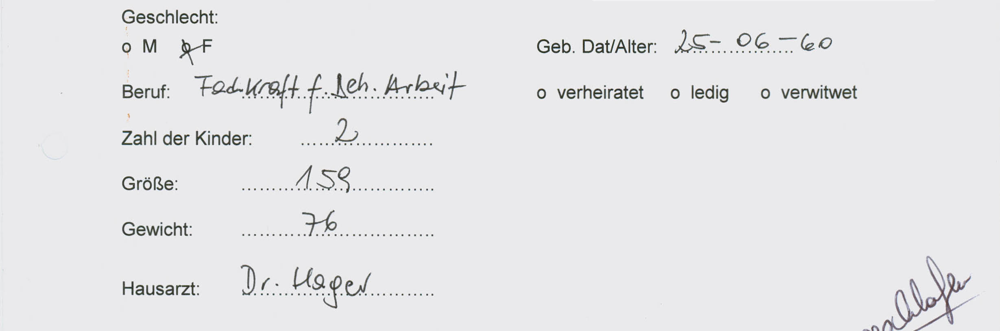 Geschlecht:
o M o F
Geb. Dat/Alter: 25-06-60
Beruf: Fachkraft f. Beh. Arbeit
o verheiratet o ledig o verwitwet
Zahl der Kinder: 2
Größe: 159
Gewicht: 76
Hausarzt: Dr. Hager